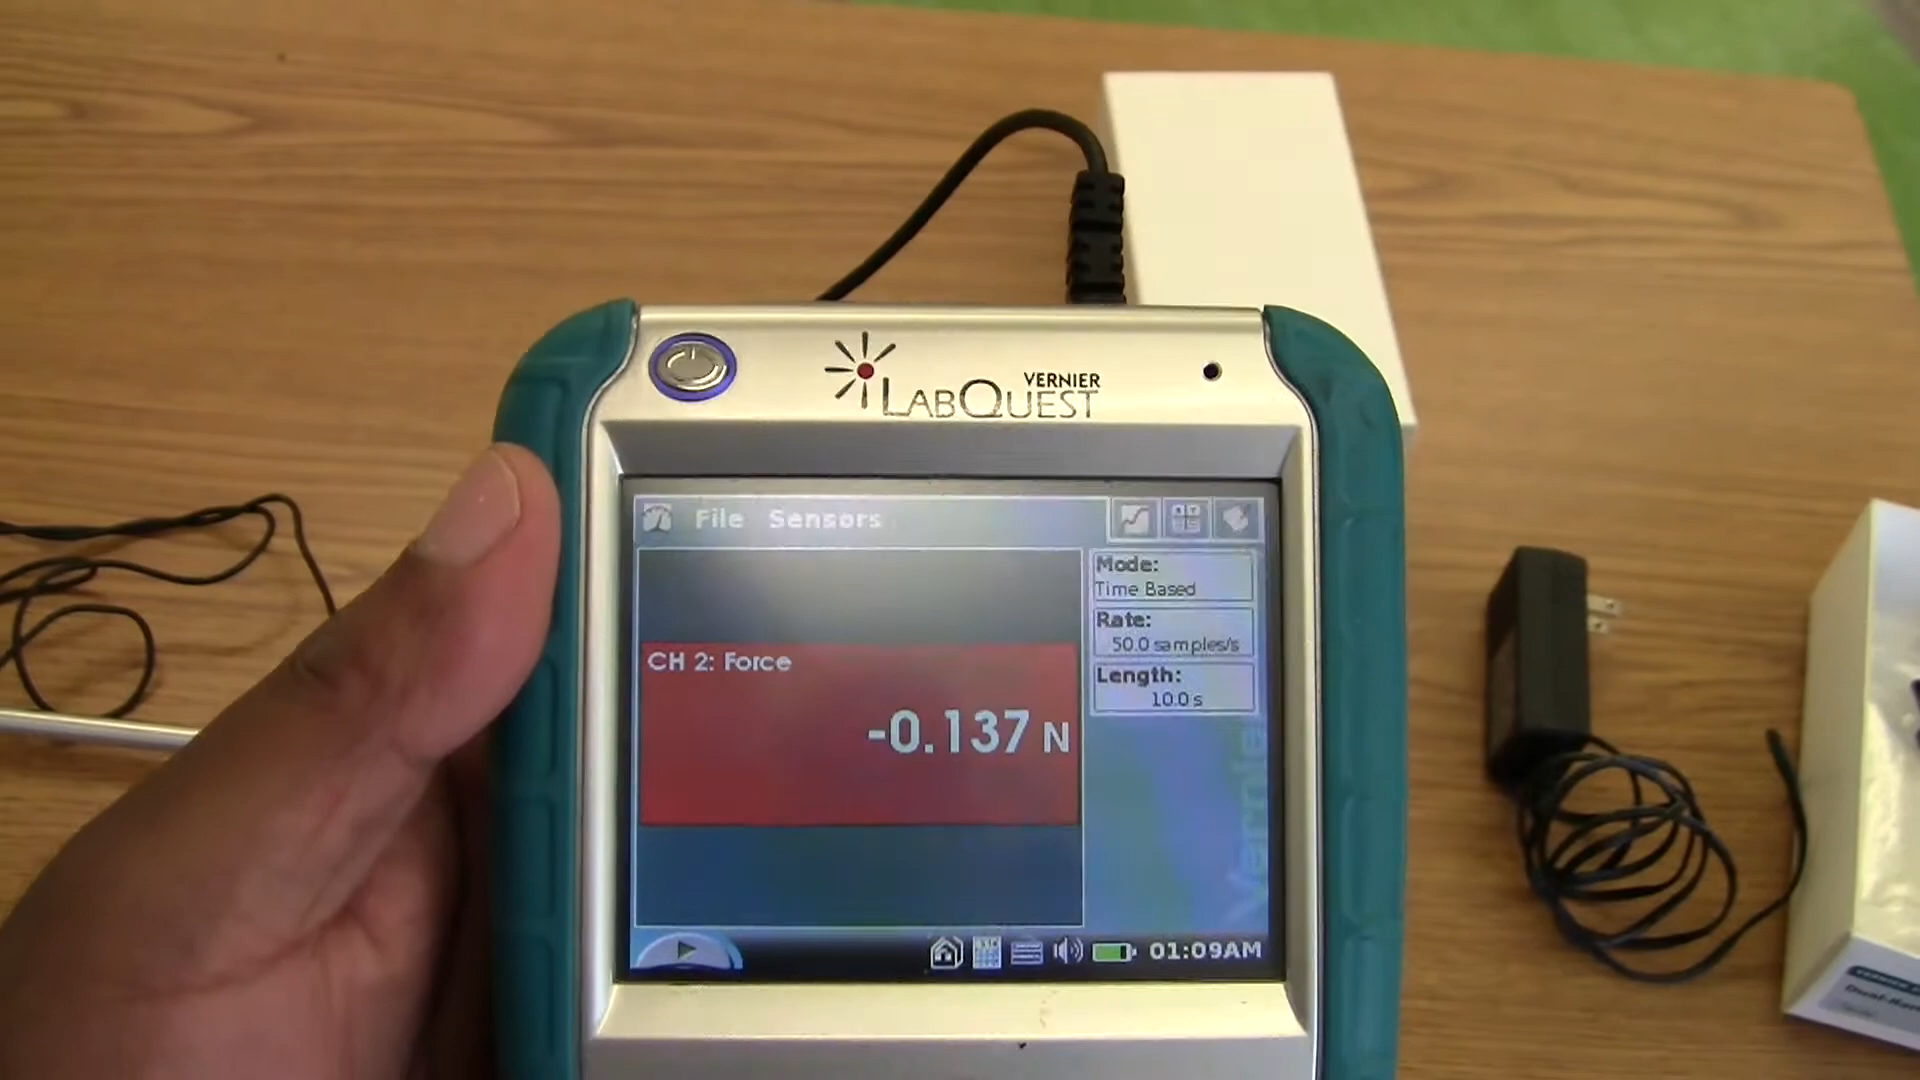 VERNIER
LABQUEST
File Sensors
Mode:
Time Based
Rate:
50.0 samples/s
Length:
10.0 s
CH 2: Force
-0.137 N
Vernier
01:09AM